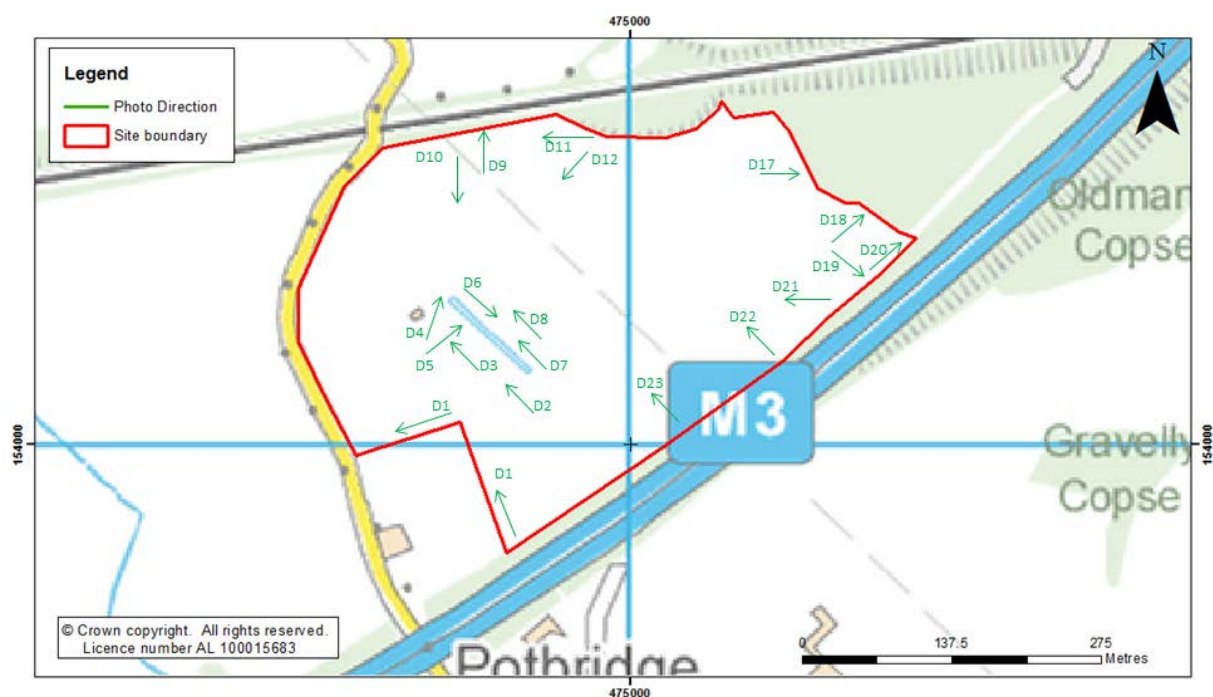 475000
N
Legend
Photo Direction
Site boundary
D10
D9
D11
D12
D17
Oldman
Copse
D18
D20
D19
D6
D21
D4
D8
D22
D5
D3
D7
D23
D1
D2
M3
154000
154000
Gravelly
Copse
D1
© Crown copyright. All rights reserved.
Licence number AL 100015683
Potbridge
0 137.5 275
Metres
475000